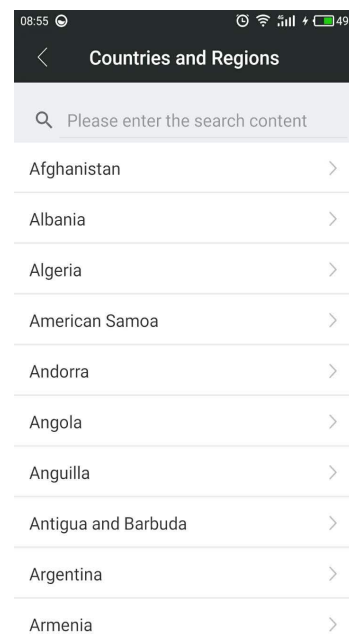 08:55 49
Countries and Regions
Please enter the search content
Afghanistan
Albania
Algeria
American Samoa
Andorra
Angola
Anguilla
Antigua and Barbuda
Argentina
Armenia